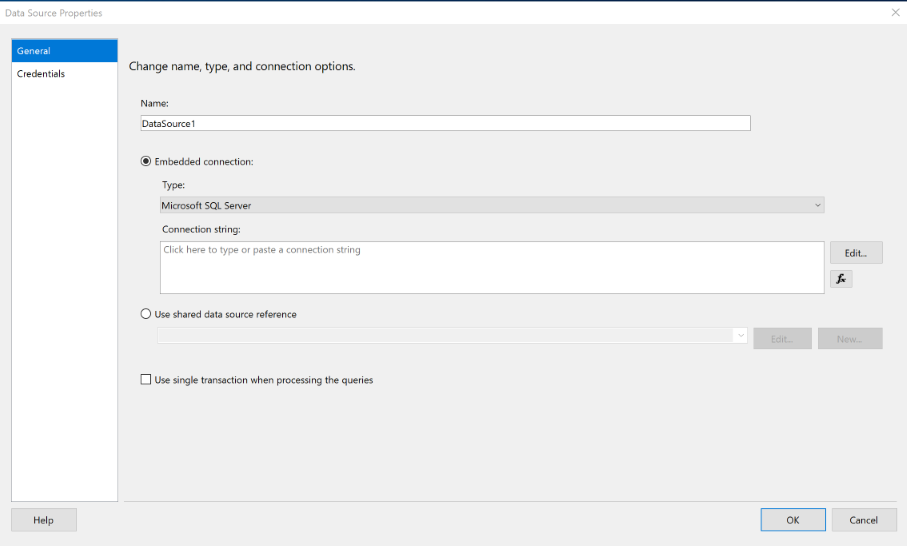 Data Source Properties
General
Credentials
Change name, type, and connection options.
Name:
DataSource1
Embedded connection:
Type:
Microsoft SQL Server
Connection string:
Click here to type or paste a connection string
Edit...
fx
Use shared data source reference
Edit...
New...
Use single transaction when processing the queries
Help
OK
Cancel